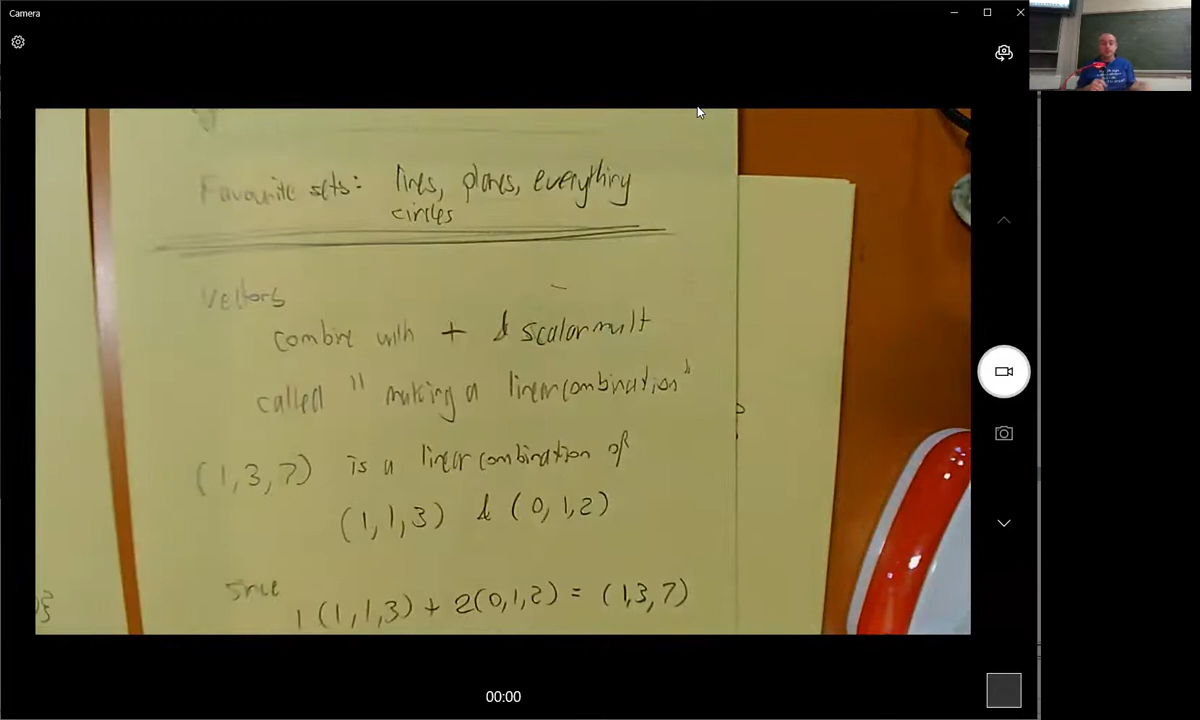 Camera
Favourite sets: lines, planes, everything
circles
Vectors
combine with + & scalar mult
called "making a linear combination"
(1,3,7) is a linear combination of
(1,1,3) & (0,1,2)
Since
1(1,1,3) + 2(0,1,2) = (1,3,7)
00:00